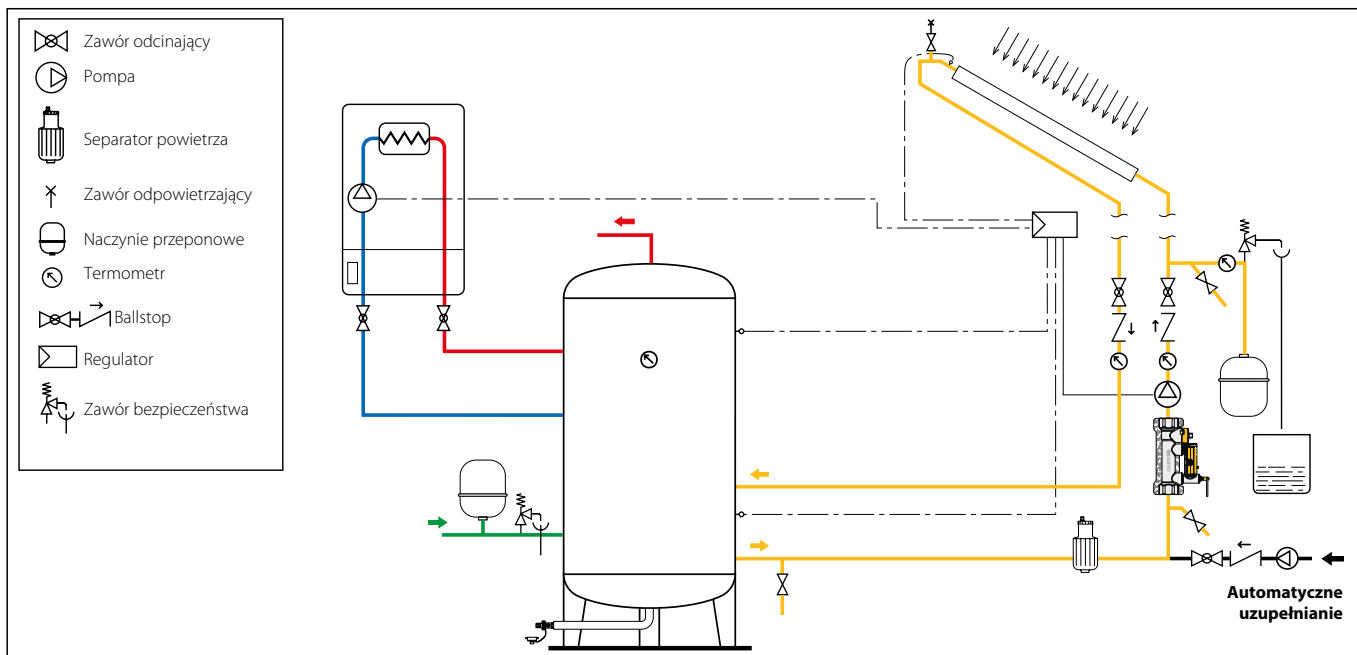 Zawór odcinający
Pompa
Separator powietrza
Zawór odpowietrzający
Naczynie przeponowe
Termometr
Ballstop
Regulator
Zawór bezpieczeństwa
Automatyczne
uzupełnianie